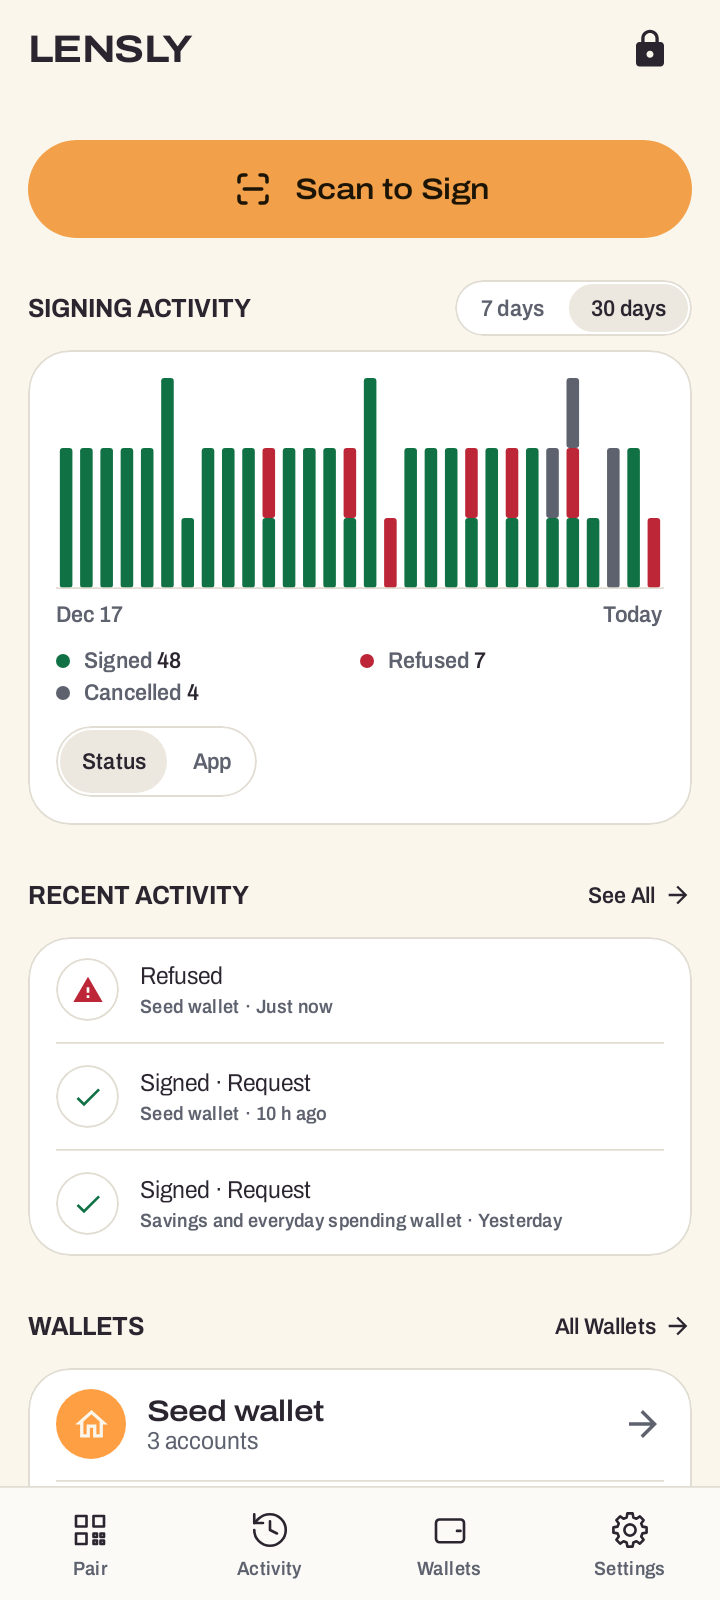 LENSLY
Scan to Sign
SIGNING ACTIVITY
7 days
30 days
Dec 17
Today
Signed 48
Refused 7
Cancelled 4
Status
App
RECENT ACTIVITY
See All
Refused
Seed wallet · Just now
Signed · Request
Seed wallet · 10 h ago
Signed · Request
Savings and everyday spending wallet · Yesterday
WALLETS
All Wallets
Seed wallet
3 accounts
Pair
Activity
Wallets
Settings